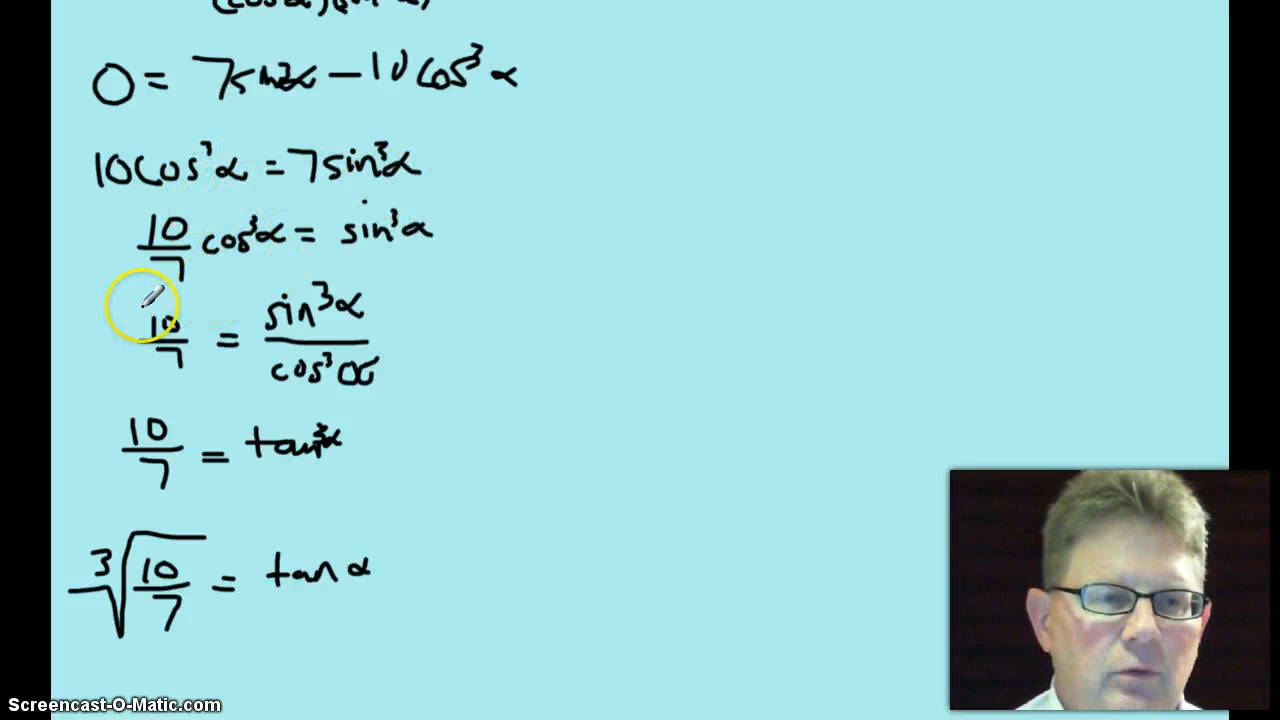 0 = 7sin³α − 10cos³α
10cos³α = 7sin³α
10/7 cos³α = sin³α
10/7 = sin³α/cos³α
10/7 = tan³α
∛(10/7) = tan α
Screencast-O-Matic.com